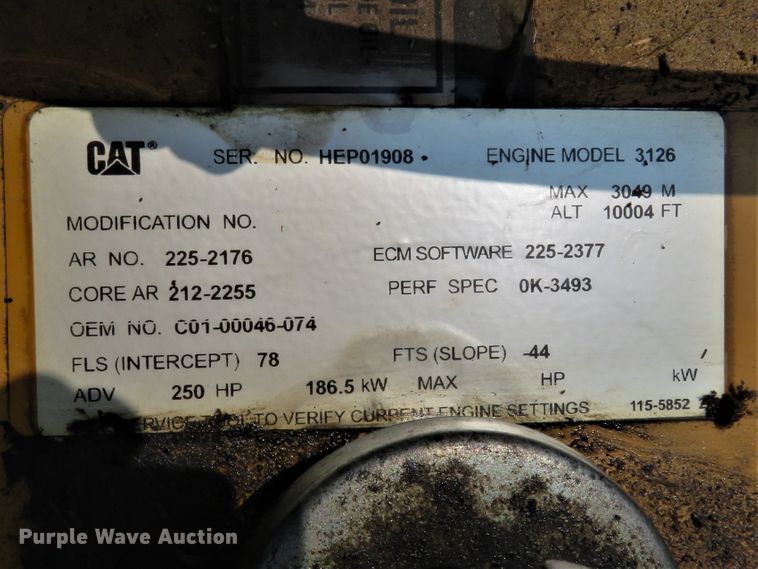 CAT® SER. NO. HEP01908 ENGINE MODEL 3126
MAX 3049 M
ALT 10004 FT
MODIFICATION NO.
AR NO. 225-2176 ECM SOFTWARE 225-2377
CORE AR 212-2255 PERF SPEC 0K-3493
OEM NO. C01-00046-074
FLS (INTERCEPT) 78 FTS (SLOPE) -44
ADV 250 HP 186.5 kW MAX HP kW
TO VERIFY CURRENT ENGINE SETTINGS 115-5852
Purple Wave Auction